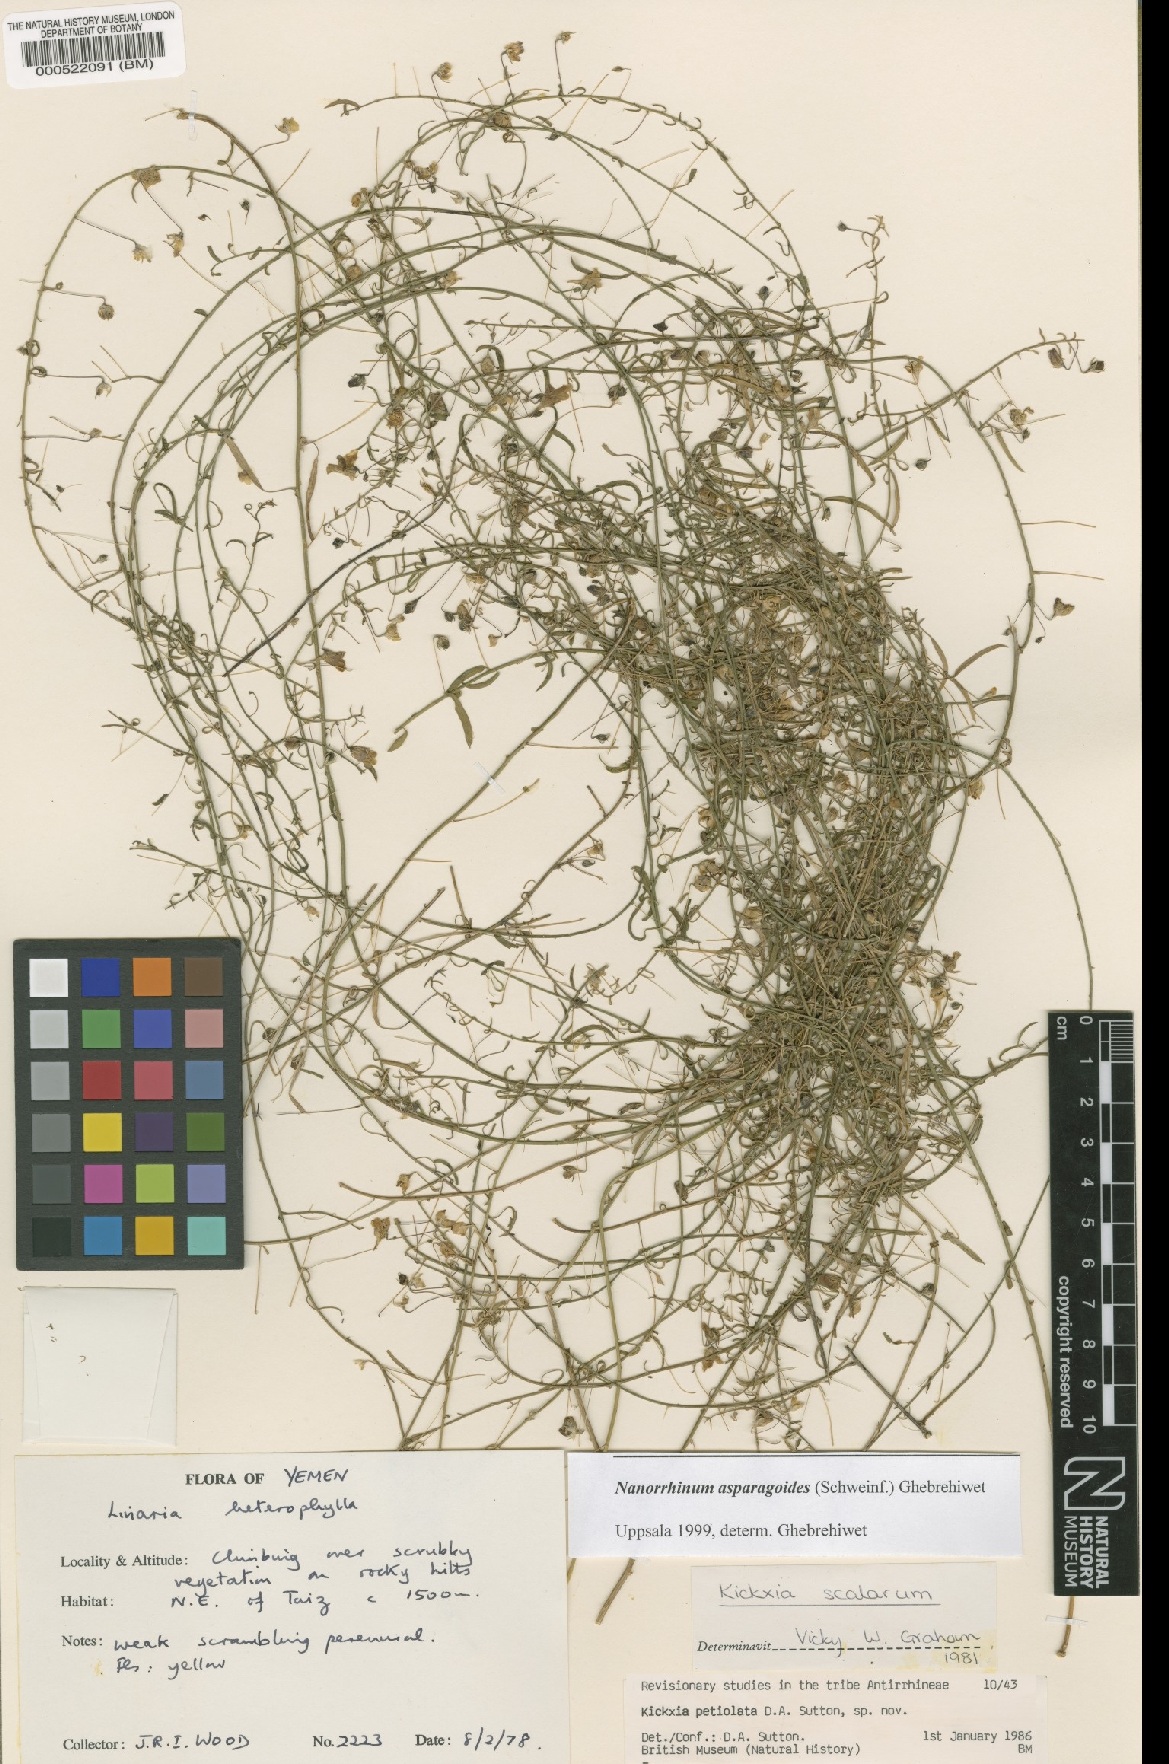 THE NATURAL HISTORY MUSEUM, LONDON
DEPARTMENT OF BOTANY
000522091 (BM)
cm
0
1
2
3
4
5
6
7
8
9
10
copyright reserved
NATURAL
HISTORY
MUSEUM
NATURAL
HISTORY
MUSEUM
FLORA OF YEMEN
Linaria heterophylla
Locality & Altitude: Climbing over scrubby
vegetation on rocky hills
Habitat: N.E. of Taiz c 1500m.
Notes: weak scrambling perennial.
Fls: yellow
Collector: J.R.I. WOOD No. 2223 Date: 8/2/78.
Nanorrhinum asparagoides (Schweinf.) Ghebrehiwet
Uppsala 1999, determ. Ghebrehiwet
Kickxia scalarum
Determinavit Vicky W. Graham
1981
Revisionary studies in the tribe Antirrhineae 10/43
Kickxia petiolata D.A. Sutton, sp. nov.
Det./Conf.: D.A. Sutton. 1st January 1986
British Museum (Natural History) BM